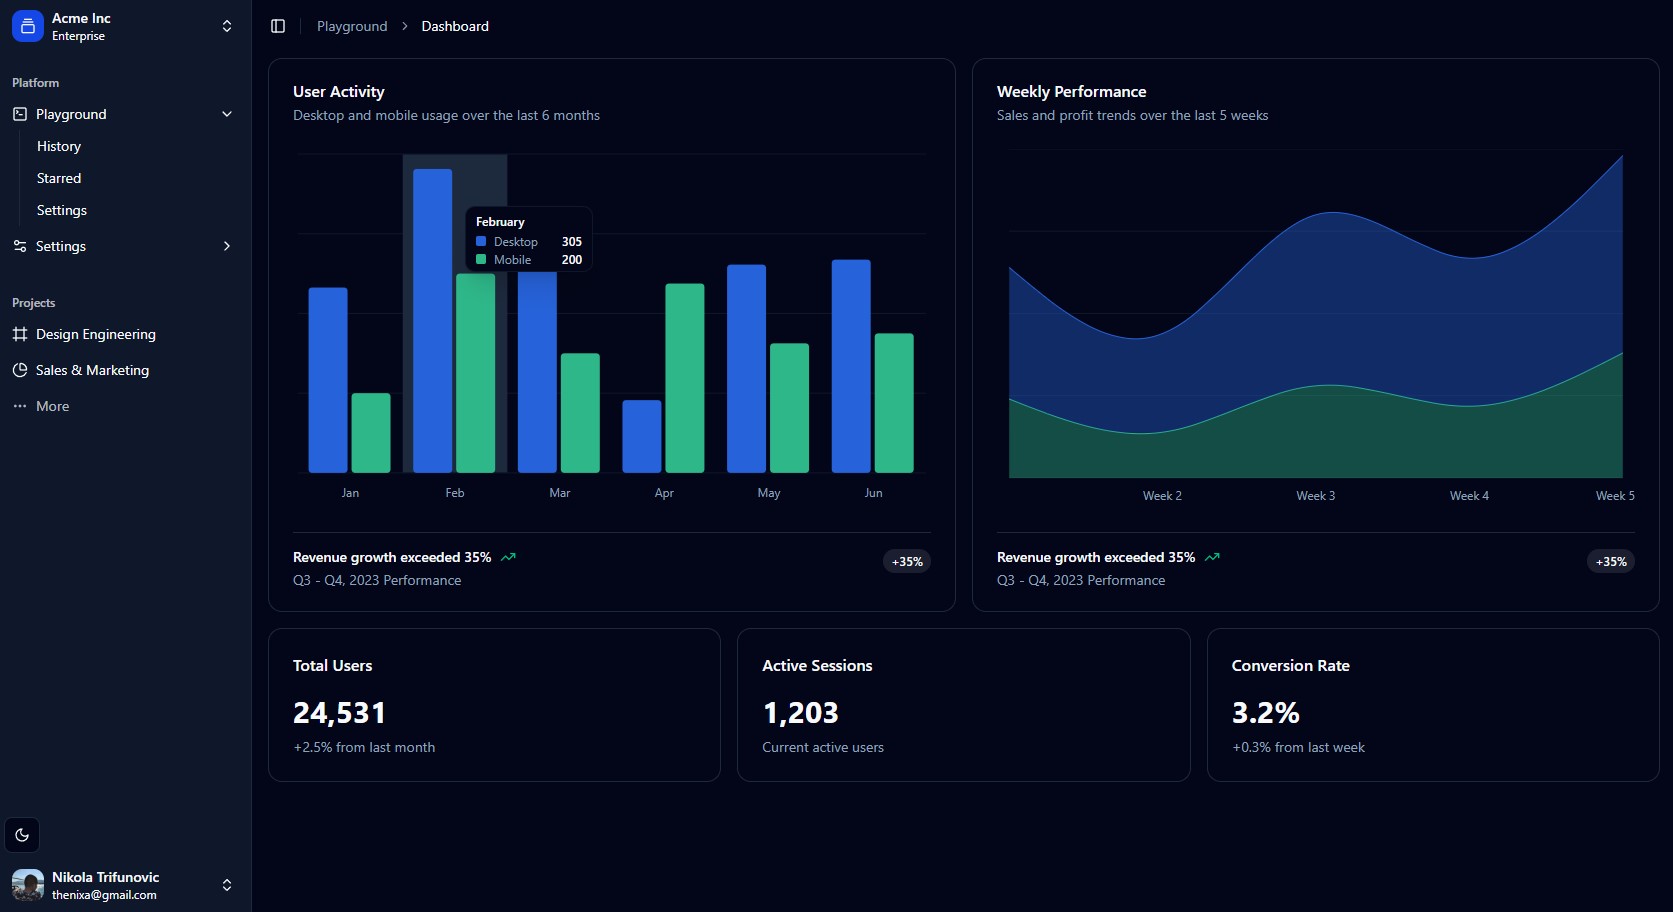 Acme Inc
Enterprise
Platform
Playground
History
Starred
Settings
Settings
Projects
Design Engineering
Sales & Marketing
More
Nikola Trifunovic
thenixa@gmail.com
Playground > Dashboard
User Activity
Desktop and mobile usage over the last 6 months
February
Desktop 305
Mobile 200
Jan Feb Mar Apr May Jun
Revenue growth exceeded 35%
+35%
Q3 - Q4, 2023 Performance
Weekly Performance
Sales and profit trends over the last 5 weeks
Week 2 Week 3 Week 4 Week 5
Revenue growth exceeded 35%
+35%
Q3 - Q4, 2023 Performance
Total Users
24,531
+2.5% from last month
Active Sessions
1,203
Current active users
Conversion Rate
3.2%
+0.3% from last week